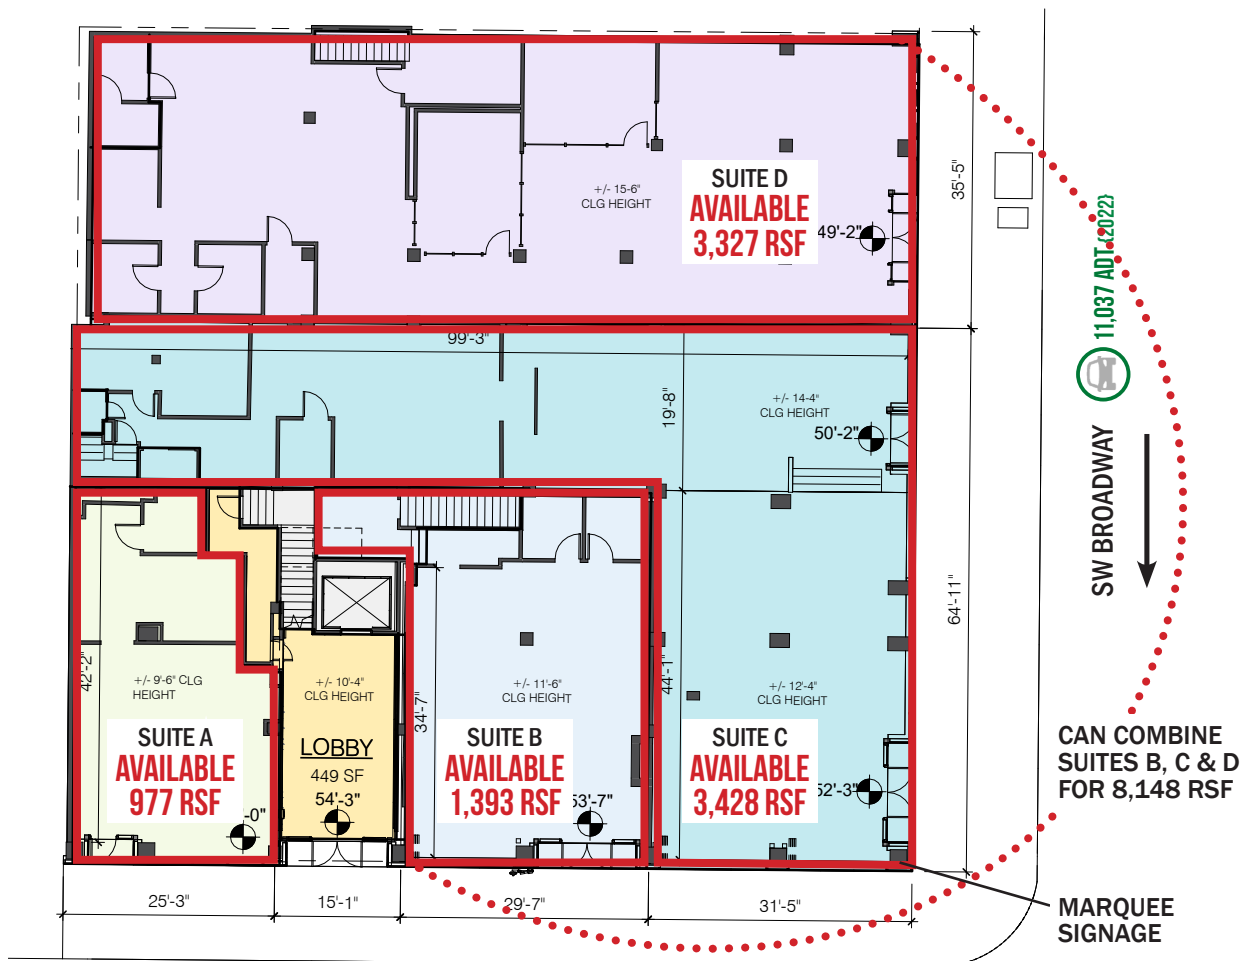 +/- 15'-6"
CLG HEIGHT
SUITE D
AVAILABLE
3,327 RSF
49'-2"
35'-5"
11,037 ADT (2022)
99'-3"
19'-8"
+/- 14'-4"
CLG HEIGHT
50'-2"
SW BROADWAY
64'-11"
42'-2"
+/- 9'-6" CLG
HEIGHT
SUITE A
AVAILABLE
977 RSF
-0"
+/- 10'-4"
CLG HEIGHT
LOBBY
449 SF
54'-3"
34'-7"
+/- 11'-6"
CLG HEIGHT
SUITE B
AVAILABLE
1,393 RSF
53'-7"
44'-1"
+/- 12'-4"
CLG HEIGHT
SUITE C
AVAILABLE
3,428 RSF
52'-3"
CAN COMBINE
SUITES B, C & D
FOR 8,148 RSF
25'-3"
15'-1"
29'-7"
31'-5"
MARQUEE
SIGNAGE